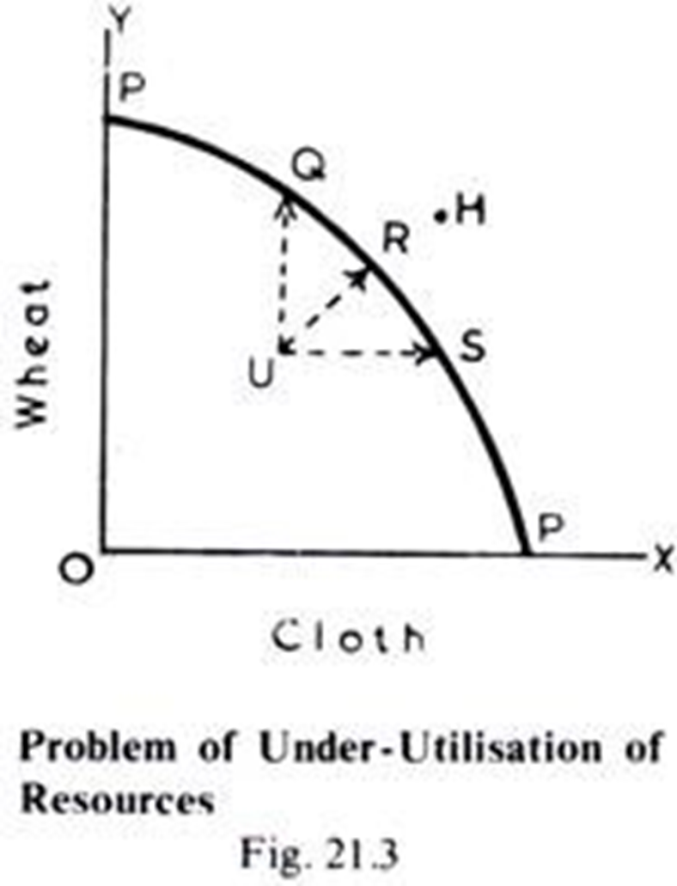 Y
P
Q
R
H
U
S
P
O
X
Wheat
Cloth
Problem of Under-Utilisation of
Resources
Fig. 21.3